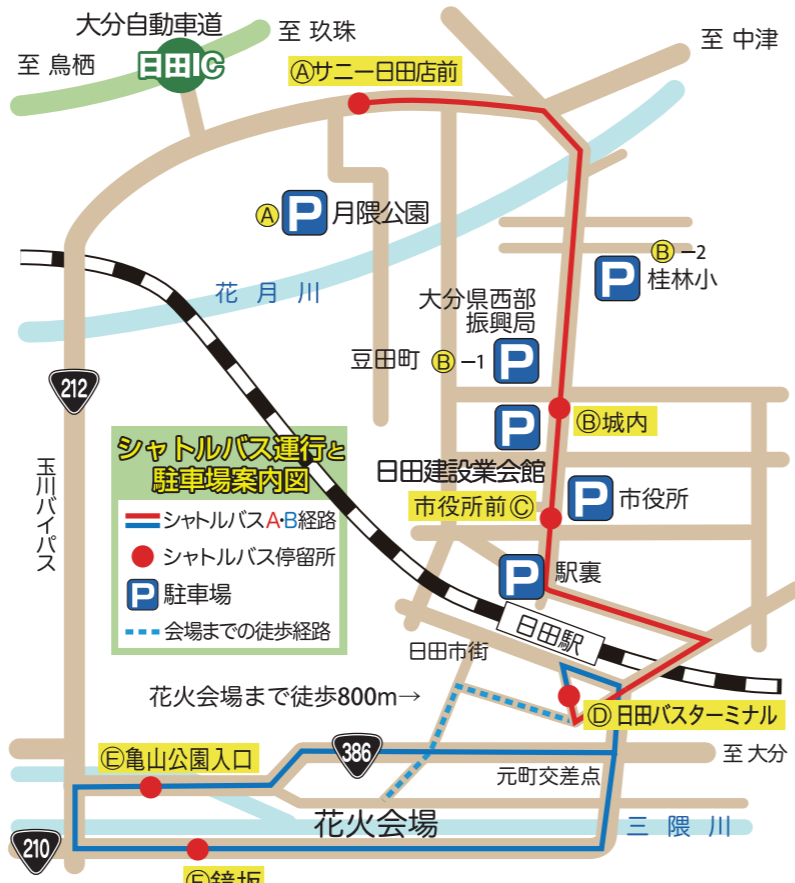 大分自動車道
至 玖珠
至 鳥栖
日田IC
至 中津
Ⓐサニー日田店前
Ⓐ P 月隈公園
Ⓑ－2
P 桂林小
花月川
大分県西部
振興局
豆田町 Ⓑ－1 P
212
P
Ⓑ城内
日田建設業会館
シャトルバス運行と
駐車場案内図
シャトルバスA・B経路
シャトルバス停留所
P 駐車場
会場までの徒歩経路
玉川バイパス
市役所前Ⓒ
P 市役所
P 駅裏
日田駅
日田市街
花火会場まで徒歩800m→
Ⓓ日田バスターミナル
386
至 大分
Ⓔ亀山公園入口
元町交差点
花火会場
三隈川
210
Ⓕ鏡坂